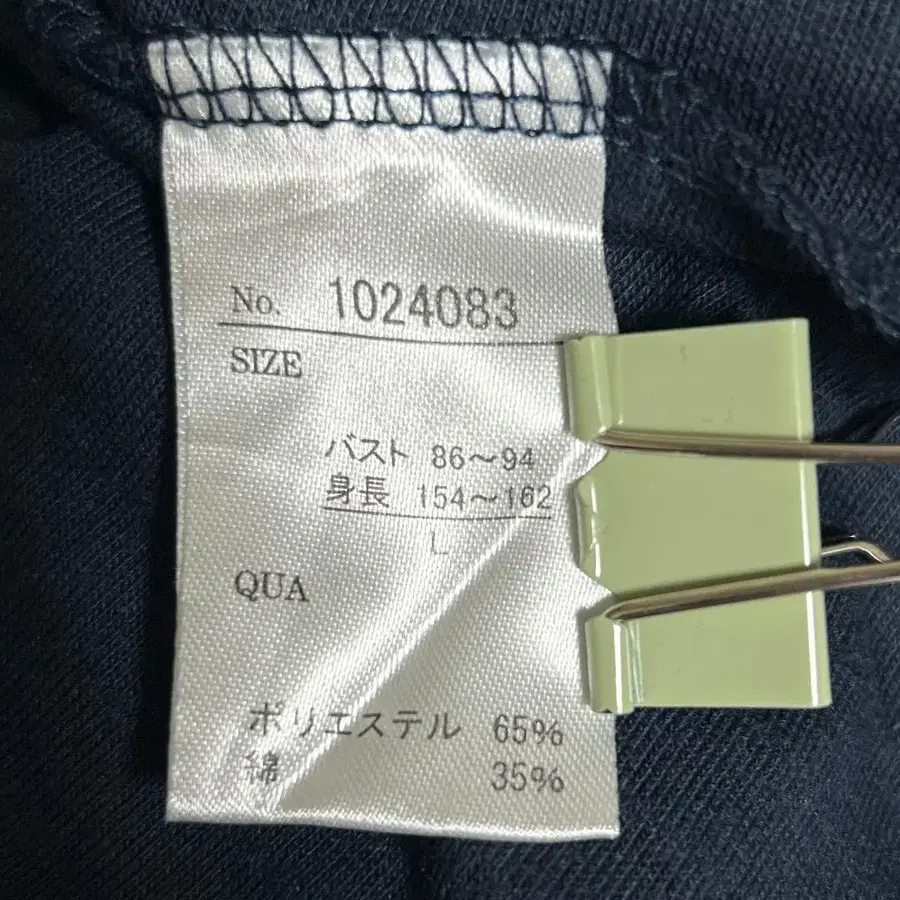 No. 1024083
SIZE
バスト 86～94
身長 154～162
L
QUA
ポリエステル 65%
綿 35%